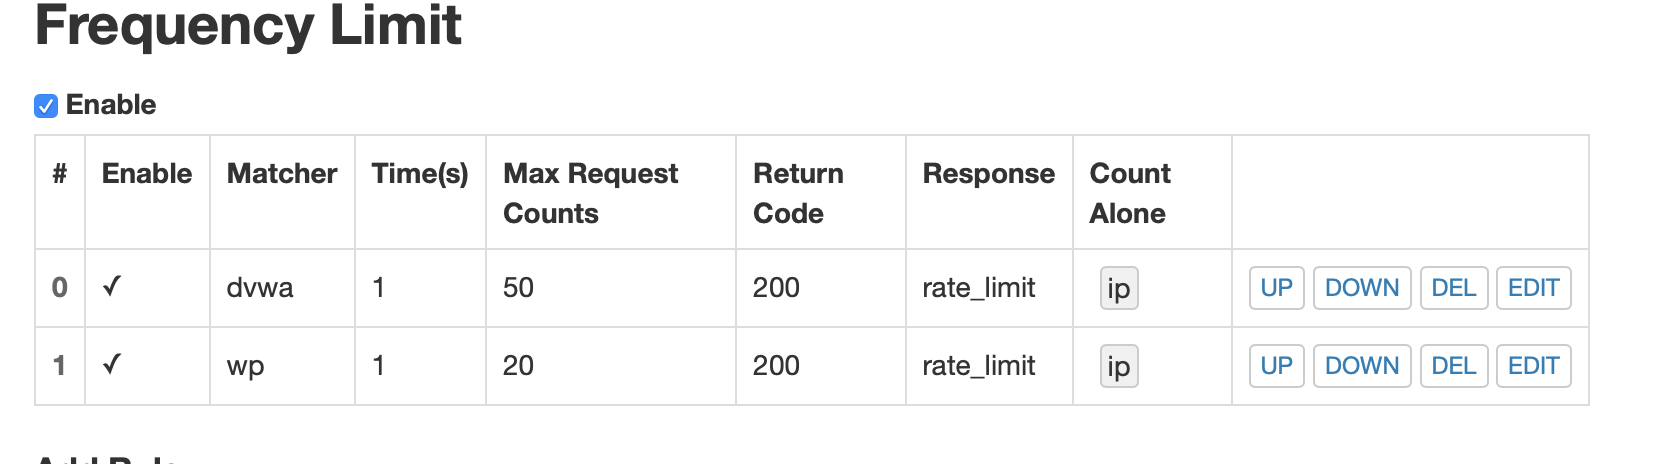 Frequency Limit
Enable
# Enable Matcher Time(s) Max Request Counts Return Code Response Count Alone
0 ✓ dvwa 1 50 200 rate_limit ip UP DOWN DEL EDIT
1 ✓ wp 1 20 200 rate_limit ip UP DOWN DEL EDIT